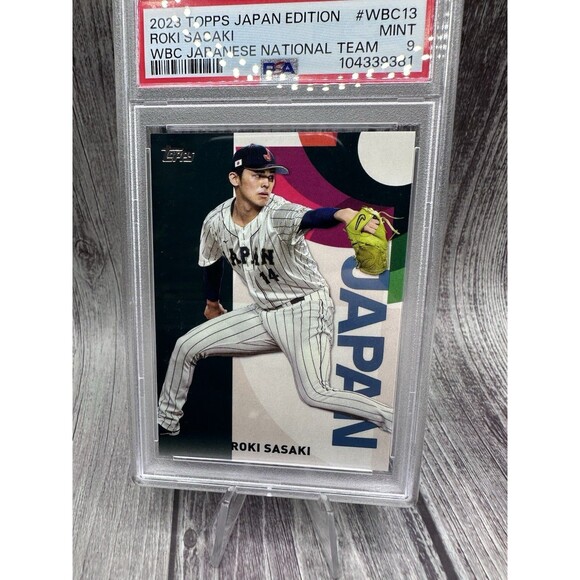 2023 TOPPS JAPAN EDITION #WBC13
ROKI SASAKI MINT
WBC JAPANESE NATIONAL TEAM 9
PSA 104339381
Topps
JAPAN
14
JAPAN
ROKI SASAKI